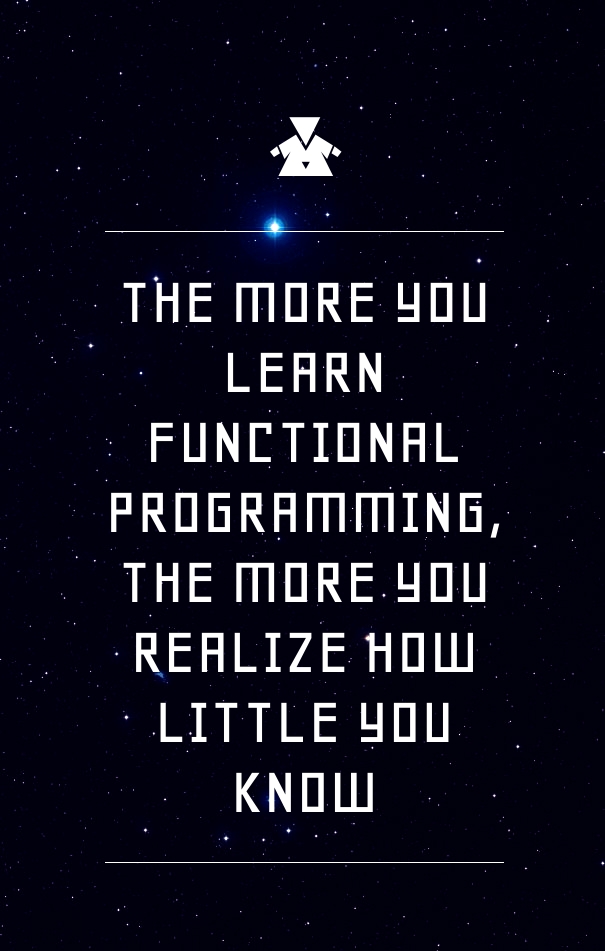 THE MORE YOU
LEARN
FUNCTIONAL
PROGRAMMING,
THE MORE YOU
REALIZE HOW
LITTLE YOU
KNOW